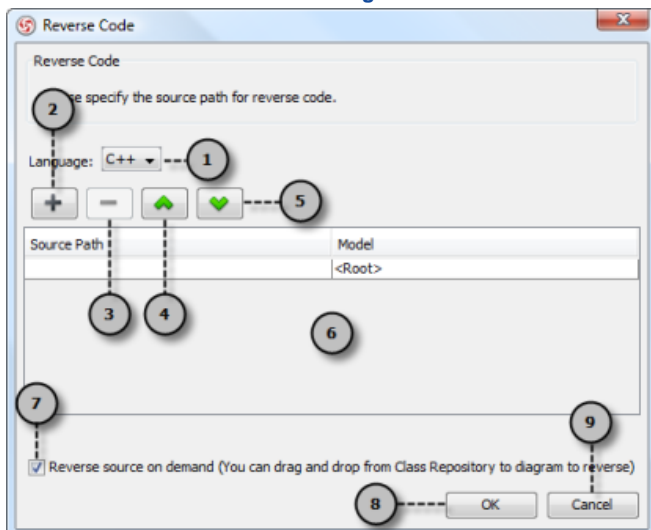 Reverse Code
Reverse Code
specify the source path for reverse code.
2
Language: C++
1
5
Source Path Model
<Root>
3 4
6
7
9
Reverse source on demand (You can drag and drop from Class Repository to diagram to reverse)
8
OK Cancel